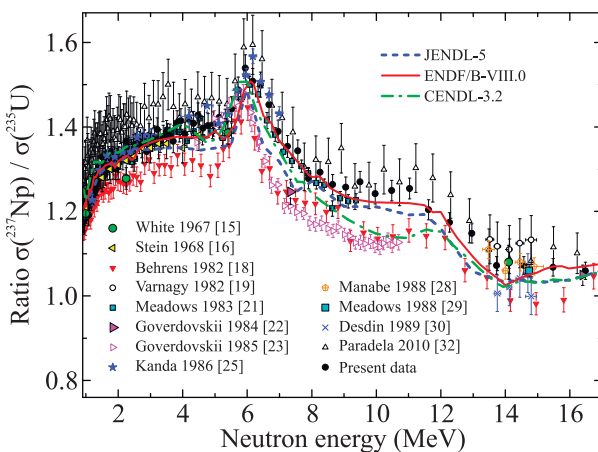 1.6
1.4
1.2
1.0
0.8
Ratio σ(²³⁷Np) / σ(²³⁵U)
JENDL-5
ENDF/B-VIII.0
CENDL-3.2
White 1967 [15]
Stein 1968 [16]
Behrens 1982 [18]
Varnagy 1982 [19]
Meadows 1983 [21]
Goverdovskii 1984 [22]
Goverdovskii 1985 [23]
Kanda 1986 [25]
Manabe 1988 [28]
Meadows 1988 [29]
Desdin 1989 [30]
Paradela 2010 [32]
Present data
2 4 6 8 10 12 14 16
Neutron energy (MeV)